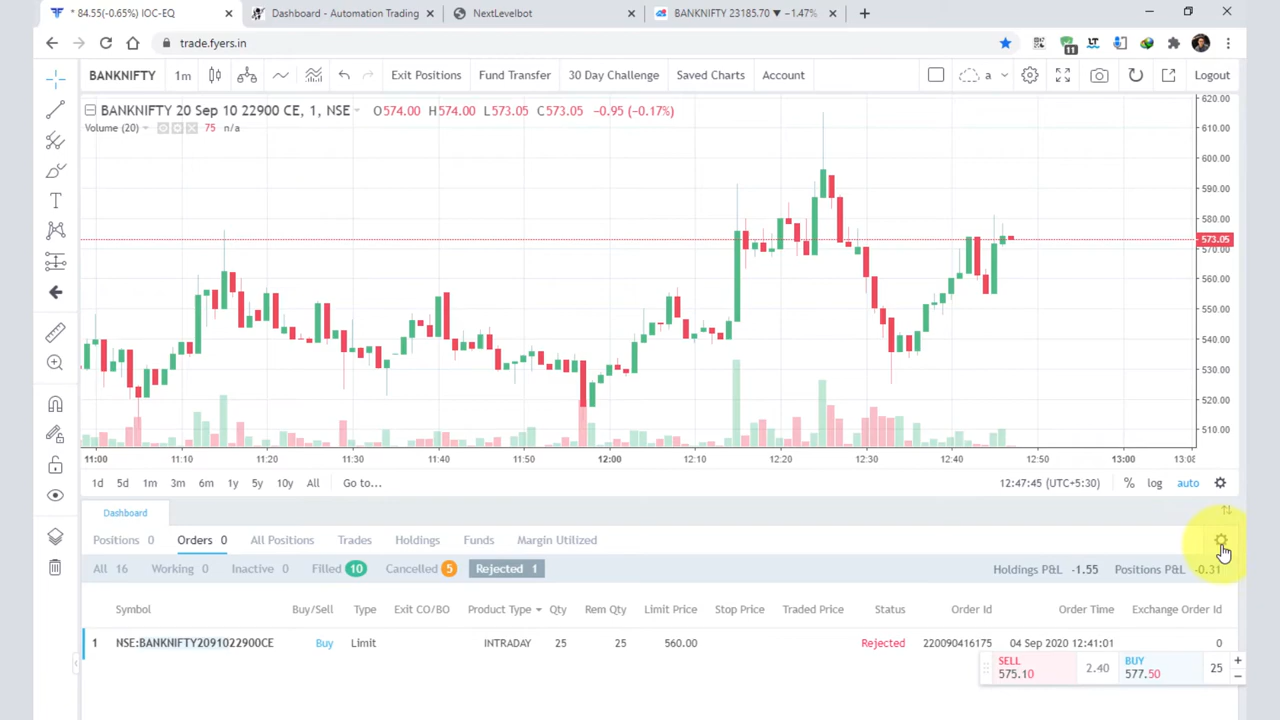 * 84.55(-0.65%) IOC-EQ
Dashboard - Automation Trading
NextLevelbot
BANKNIFTY 23185.70 ▼ −1.47%
trade.fyers.in
11
LT
BANKNIFTY 1m Exit Positions Fund Transfer 30 Day Challenge Saved Charts Account a Logout
BANKNIFTY 20 Sep 10 22900 CE, 1, NSE O574.00 H574.00 L573.05 C573.05 −0.95 (−0.17%)
Volume (20) 75 n/a
620.00
610.00
600.00
590.00
580.00
573.05
570.00
560.00
550.00
540.00
530.00
520.00
510.00
11:00 11:10 11:20 11:30 11:40 11:50 12:00 12:10 12:20 12:30 12:40 12:50 13:00 13:08
1d 5d 1m 3m 6m 1y 5y 10y All Go to... 12:47:45 (UTC+5:30) % log auto
Dashboard
Positions 0 Orders 0 All Positions Trades Holdings Funds Margin Utilized
All 16 Working 0 Inactive 0 Filled 10 Cancelled 5 Rejected 1 Holdings P&L -1.55 Positions P&L -0.31
Symbol Buy/Sell Type Exit CO/BO Product Type Qty Rem Qty Limit Price Stop Price Traded Price Status Order Id Order Time Exchange Order Id
1 NSE:BANKNIFTY2091022900CE Buy Limit INTRADAY 25 25 560.00 Rejected 220090416175 04 Sep 2020 12:41:01 0
SELL 575.10 2.40 BUY 577.50 25 + −